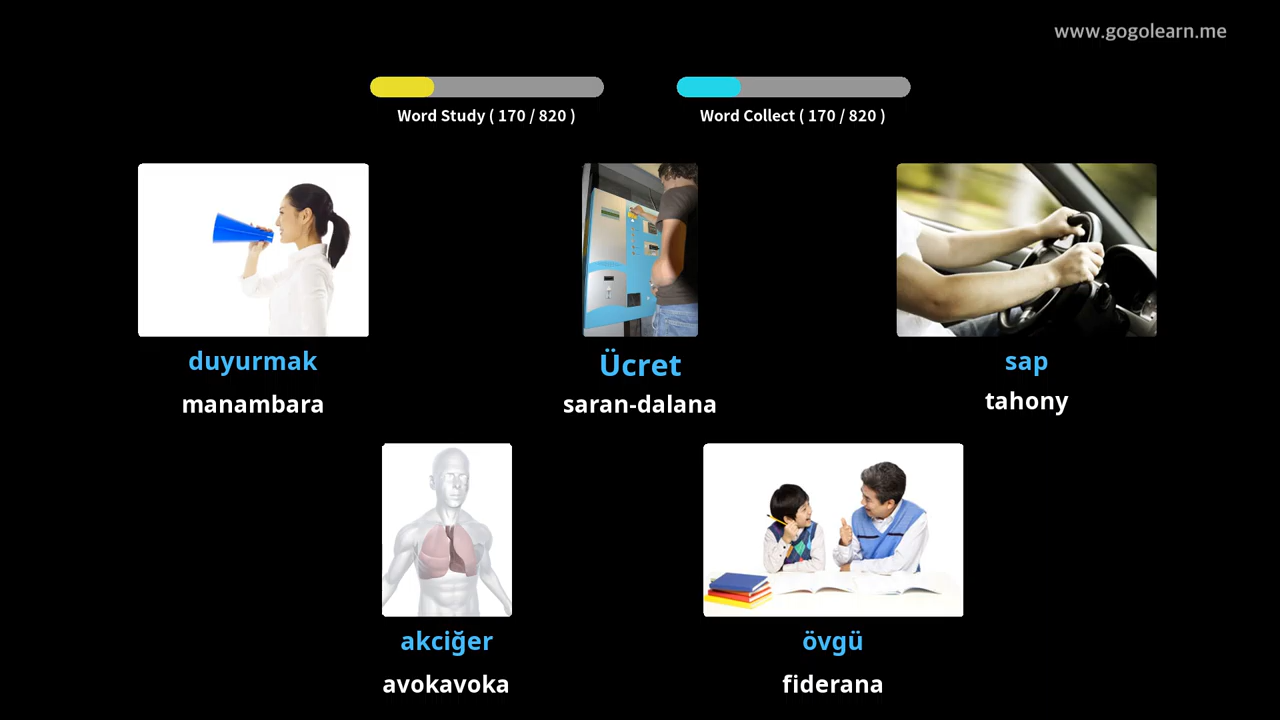 www.gogolearn.me
Word Study ( 170 / 820 )
Word Collect ( 170 / 820 )
duyurmak
manambara
Ücret
saran-dalana
sap
tahony
akciğer
avokavoka
övgü
fiderana